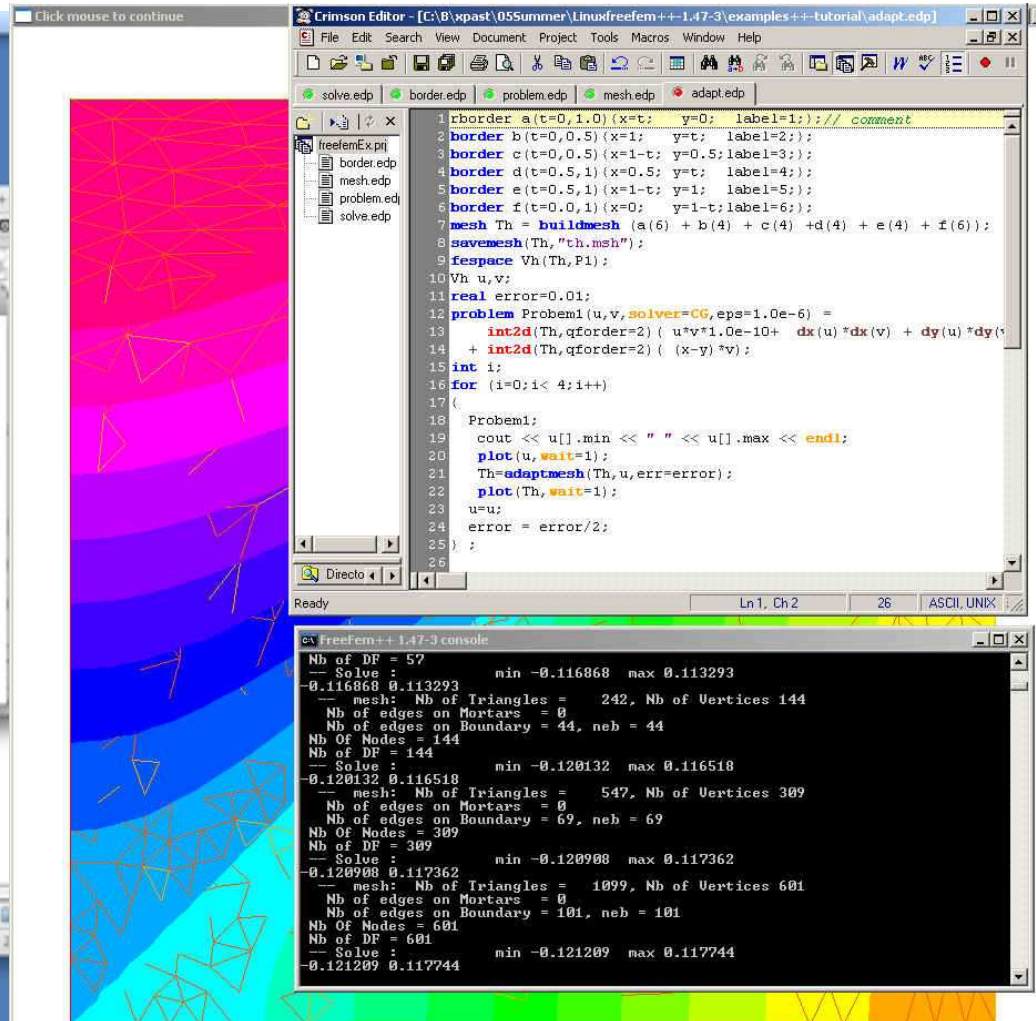 Click mouse to continue
Crimson Editor - [C:\B\xpast\05Summer\Linuxfreefem++-1.47-3\examples++-tutorial\adapt.edp]
File Edit Search View Document Project Tools Macros Window Help
solve.edp border.edp problem.edp mesh.edp adapt.edp
freefemEx.prj
border.edp
mesh.edp
problem.edp
solve.edp
Directo
1 rborder a(t=0,1.0){x=t; y=0; label=1;};// comment
2 border b(t=0,0.5){x=1; y=t; label=2;};
3 border c(t=0,0.5){x=1-t; y=0.5;label=3;};
4 border d(t=0.5,1){x=0.5; y=t; label=4;};
5 border e(t=0.5,1){x=1-t; y=1; label=5;};
6 border f(t=0.0,1){x=0; y=1-t;label=6;};
7 mesh Th = buildmesh (a(6) + b(4) + c(4) +d(4) + e(4) + f(6));
8 savemesh(Th,"th.msh");
9 fespace Vh(Th,P1);
10 Vh u,v;
11 real error=0.01;
12 problem Probem1(u,v,solver=CG,eps=1.0e-6) =
13 int2d(Th,qforder=2)( u*v*1.0e-10+ dx(u)*dx(v) + dy(u)*dy(
14 + int2d(Th,qforder=2)( (x-y)*v);
15 int i;
16 for (i=0;i< 4;i++)
17 {
18 Probem1;
19 cout << u[].min << " " << u[].max << endl;
20 plot(u,wait=1);
21 Th=adaptmesh(Th,u,err=error);
22 plot(Th,wait=1);
23 u=u;
24 error = error/2;
25 } ;
26
Ready Ln 1, Ch 2 26 ASCII, UNIX
FreeFem++ 1.47-3 console
Nb of DF = 57
-- Solve : min -0.116868 max 0.113293
-0.116868 0.113293
-- mesh: Nb of Triangles = 242, Nb of Vertices 144
Nb of edges on Mortars = 0
Nb of edges on Boundary = 44, neb = 44
Nb Of Nodes = 144
Nb of DF = 144
-- Solve : min -0.120132 max 0.116518
-0.120132 0.116518
-- mesh: Nb of Triangles = 547, Nb of Vertices 309
Nb of edges on Mortars = 0
Nb of edges on Boundary = 69, neb = 69
Nb Of Nodes = 309
Nb of DF = 309
-- Solve : min -0.120908 max 0.117362
-0.120908 0.117362
-- mesh: Nb of Triangles = 1099, Nb of Vertices 601
Nb of edges on Mortars = 0
Nb of edges on Boundary = 101, neb = 101
Nb Of Nodes = 601
Nb of DF = 601
-- Solve : min -0.121209 max 0.117744
-0.121209 0.117744